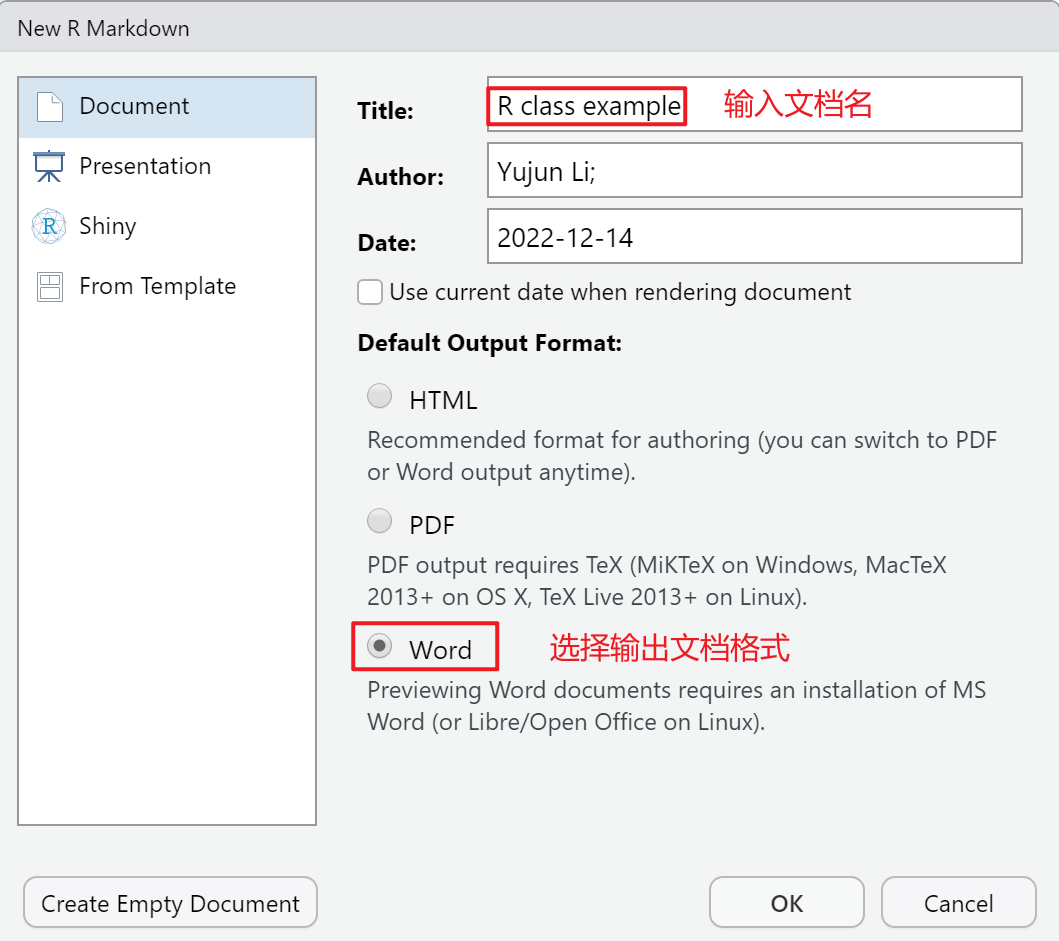 New R Markdown
Document
Presentation
Shiny
From Template
Title:
R class example
输入文档名
Author:
Yujun Li;
Date:
2022-12-14
Use current date when rendering document
Default Output Format:
HTML
Recommended format for authoring (you can switch to PDF
or Word output anytime).
PDF
PDF output requires TeX (MiKTeX on Windows, MacTeX
2013+ on OS X, TeX Live 2013+ on Linux).
Word
选择输出文档格式
Previewing Word documents requires an installation of MS
Word (or Libre/Open Office on Linux).
Create Empty Document
OK
Cancel